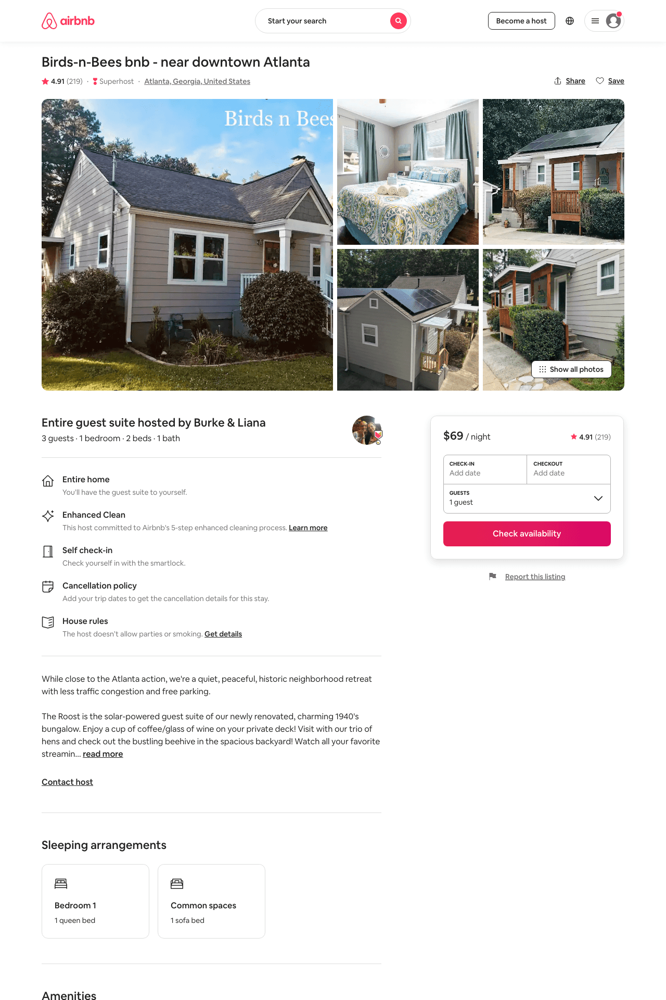 airbnb
Start your search
Become a host
Birds-n-Bees bnb - near downtown Atlanta
4.91 (219) · Superhost · Atlanta, Georgia, United States
Share
Save
Birds n Bees
Show all photos
Entire guest suite hosted by Burke & Liana
3 guests · 1 bedroom · 2 beds · 1 bath
Entire home
You'll have the guest suite to yourself.
Enhanced Clean
This host committed to Airbnb's 5-step enhanced cleaning process. Learn more
Self check-in
Check yourself in with the smartlock.
Cancellation policy
Add your trip dates to get the cancellation details for this stay.
House rules
The host doesn't allow parties or smoking. Get details
$69 / night
4.91 (219)
CHECK-IN
Add date
CHECKOUT
Add date
GUESTS
1 guest
Check availability
Report this listing
While close to the Atlanta action, we're a quiet, peaceful, historic neighborhood retreat
with less traffic congestion and free parking.
The Roost is the solar-powered guest suite of our newly renovated, charming 1940's
bungalow. Enjoy a cup of coffee/glass of wine on your private deck! Visit with our trio of
hens and check out the bustling beehive in the spacious backyard! Watch all your favorite
streamin... read more
Contact host
Sleeping arrangements
Bedroom 1
1 queen bed
Common spaces
1 sofa bed
Amenities